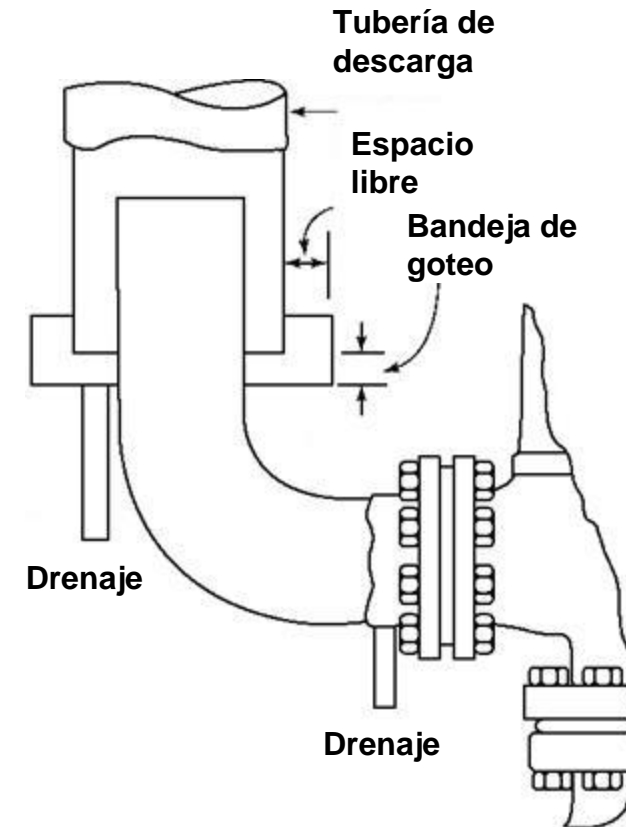 Tubería de
descarga
Espacio
libre
Bandeja de
goteo
Drenaje
Drenaje